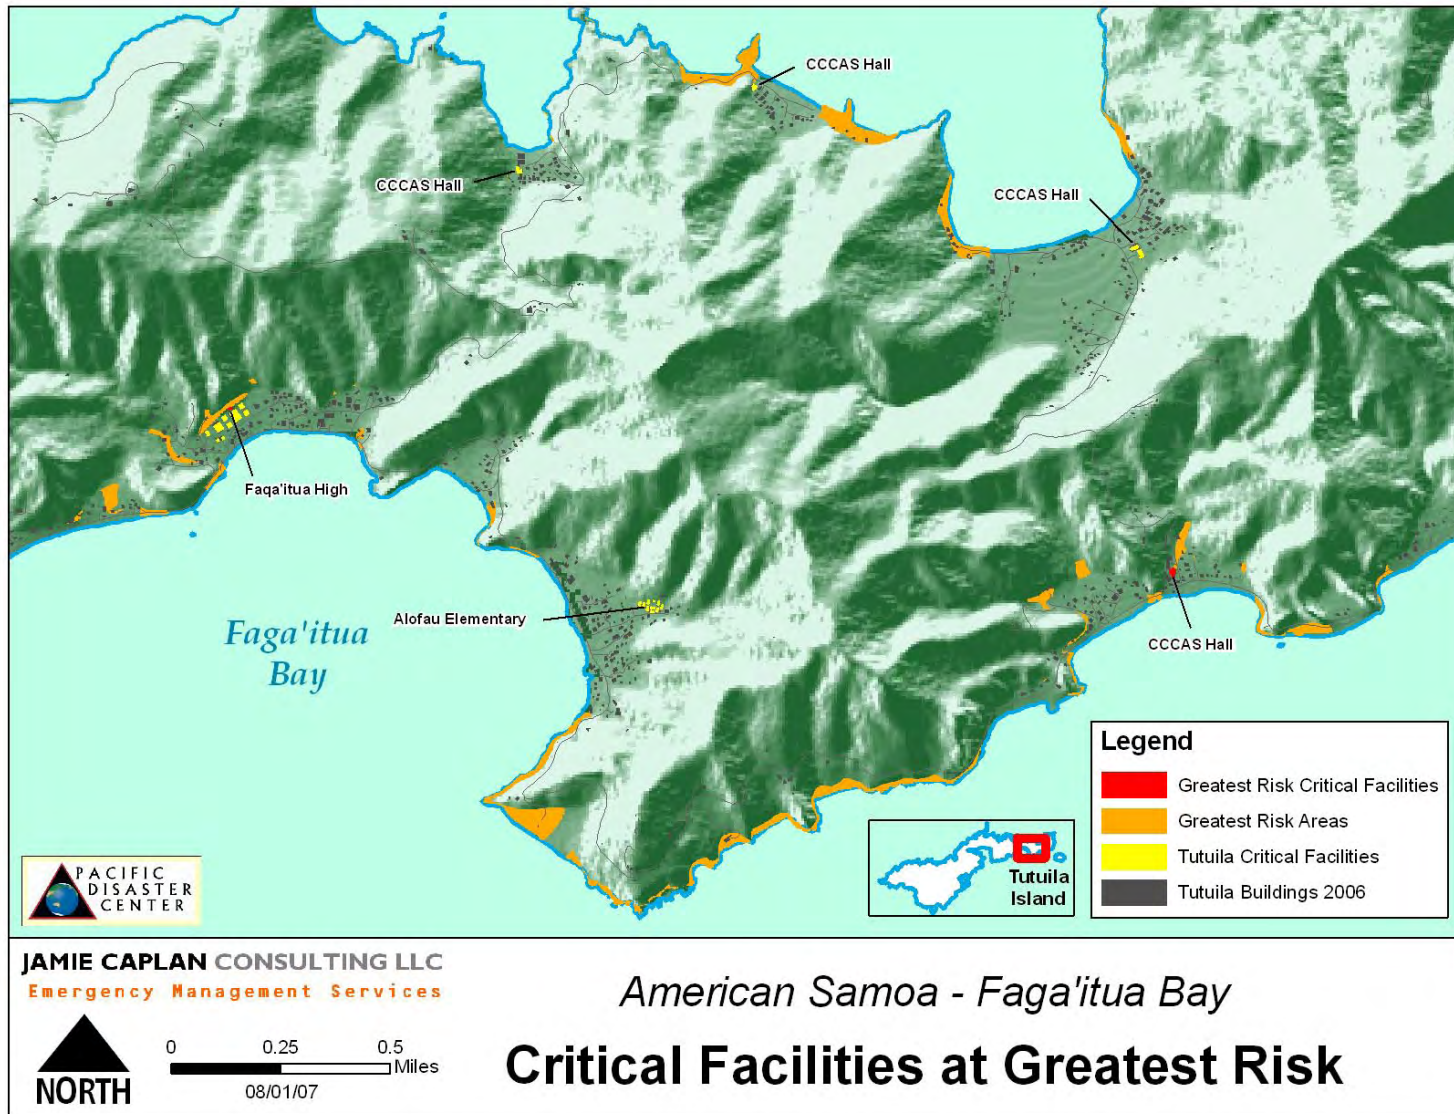 CCCAS Hall
CCCAS Hall
CCCAS Hall
Faqa'itua High
Alofau Elementary
Faga'itua
Bay
CCCAS Hall
Legend
Greatest Risk Critical Facilities
Greatest Risk Areas
Tutuila Critical Facilities
Tutuila Buildings 2006
Tutuila
Island
PACIFIC
DISASTER
CENTER
JAMIE CAPLAN CONSULTING LLC
Emergency Management Services
NORTH
0 0.25 0.5
Miles
08/01/07
American Samoa - Faga'itua Bay
Critical Facilities at Greatest Risk